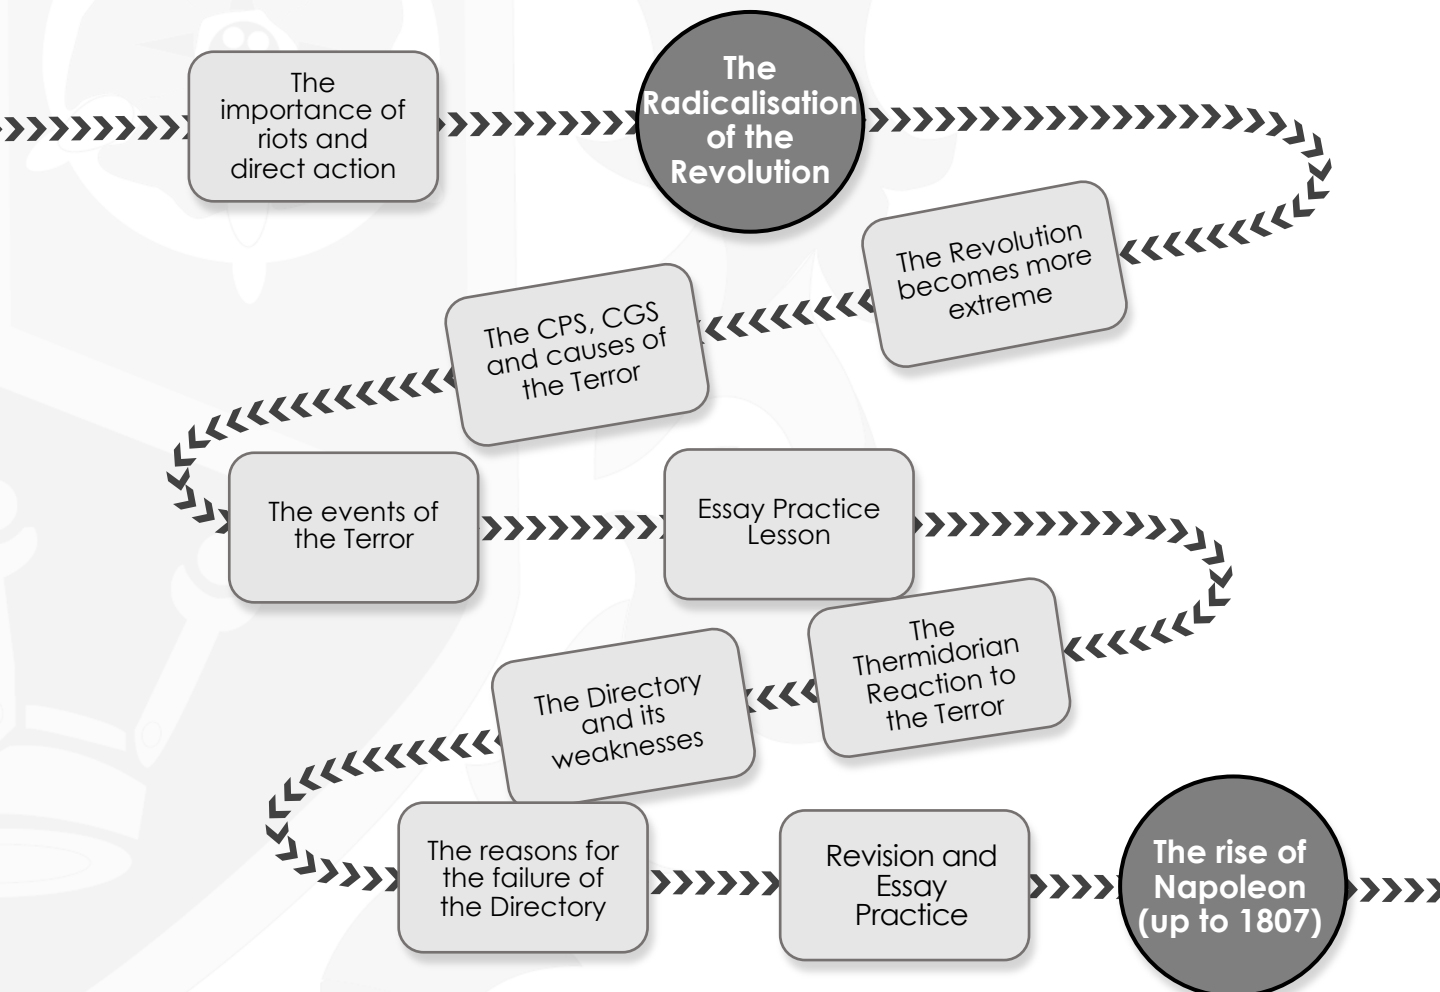 The
importance of
riots and
direct action
The
Radicalisation
of the
Revolution
The Revolution
becomes more
extreme
The CPS, CGS
and causes of
the Terror
The events of
the Terror
Essay Practice
Lesson
The
Thermidorian
Reaction to
the Terror
The Directory
and its
weaknesses
The reasons for
the failure of
the Directory
Revision and
Essay
Practice
The rise of
Napoleon
(up to 1807)